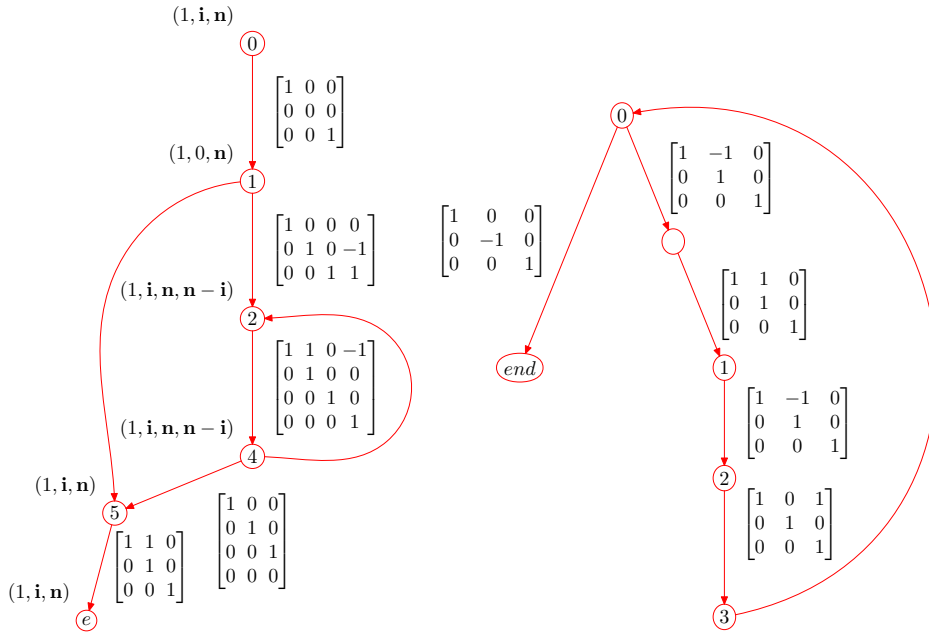 (1, i, n)
0
1 0 0
0 0 0
0 0 1
(1, 0, n)
1
1 0 0 0
0 1 0 −1
0 0 1 1
(1, i, n, n − i)
2
1 1 0 −1
0 1 0 0
0 0 1 0
0 0 0 1
(1, i, n, n − i)
4
(1, i, n)
5
1 0 0
0 1 0
0 0 1
0 0 0
1 1 0
0 1 0
0 0 1
(1, i, n)
e
0
1 −1 0
0 1 0
0 0 1
1 0 0
0 −1 0
0 0 1
1 1 0
0 1 0
0 0 1
end
1
1 −1 0
0 1 0
0 0 1
2
1 0 1
0 1 0
0 0 1
3